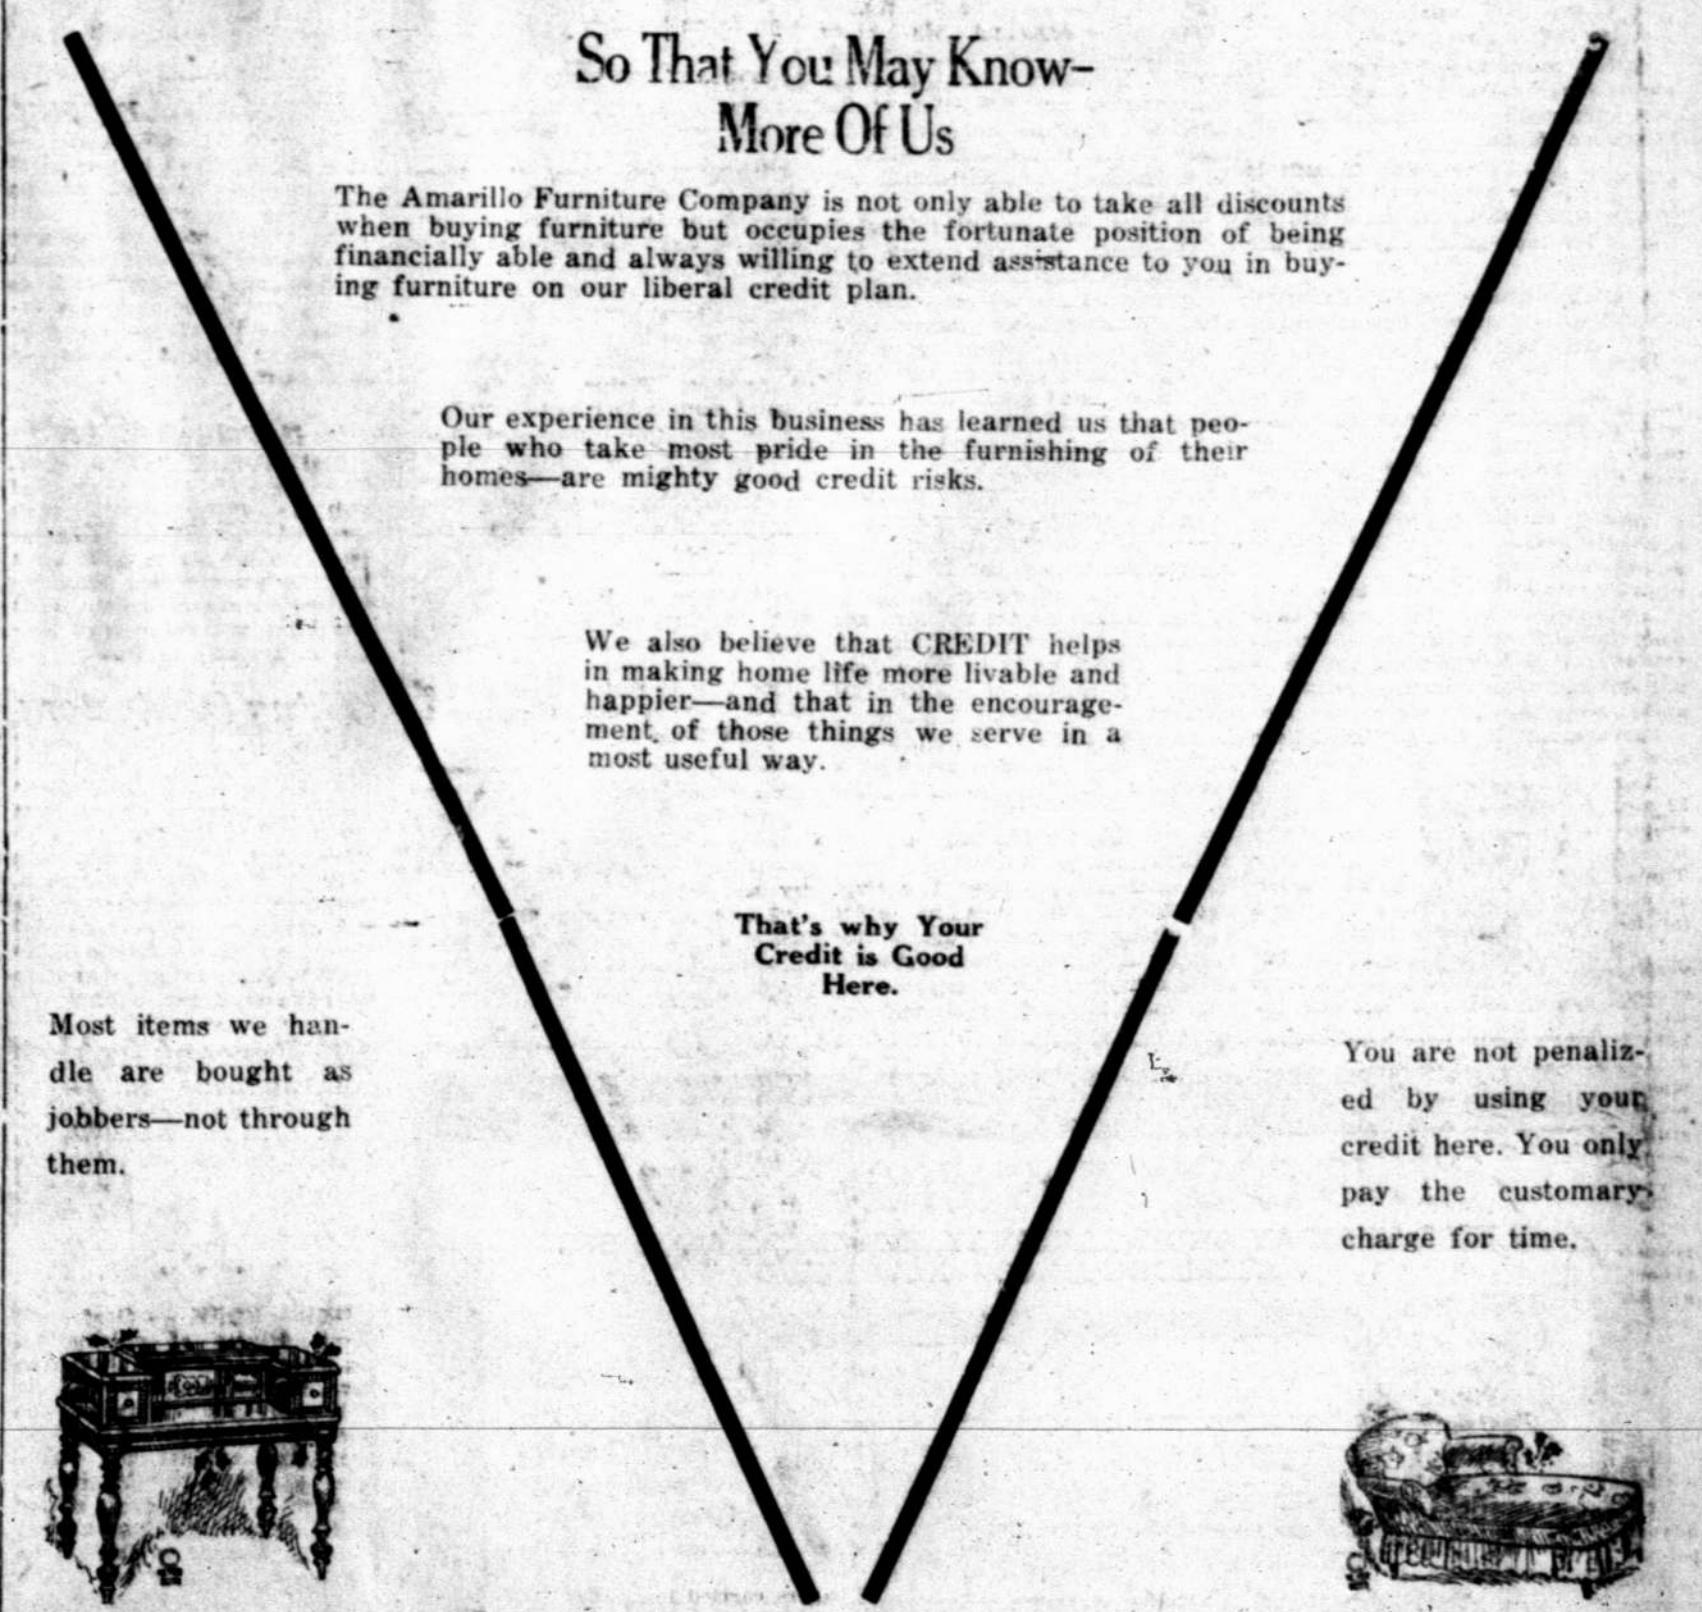 So That You May Know-
More Of Us
The Amarillo Furniture Company is not only able to take all discounts
when buying furniture but occupies the fortunate position of being
financially able and always willing to extend assistance to you in buy-
ing furniture on our liberal credit plan.
Our experience in this business has learned us that peo-
ple who take most pride in the furnishing of their
homes—are mighty good credit risks.
We also believe that CREDIT helps
in making home life more livable and
happier—and that in the encourage-
ment of those things we serve in a
most useful way.
That's why Your
Credit is Good
Here.
Most items we han-
dle are bought as
jobbers—not through
them.
You are not penaliz-
ed by using your
credit here. You only
pay the customary
charge for time.